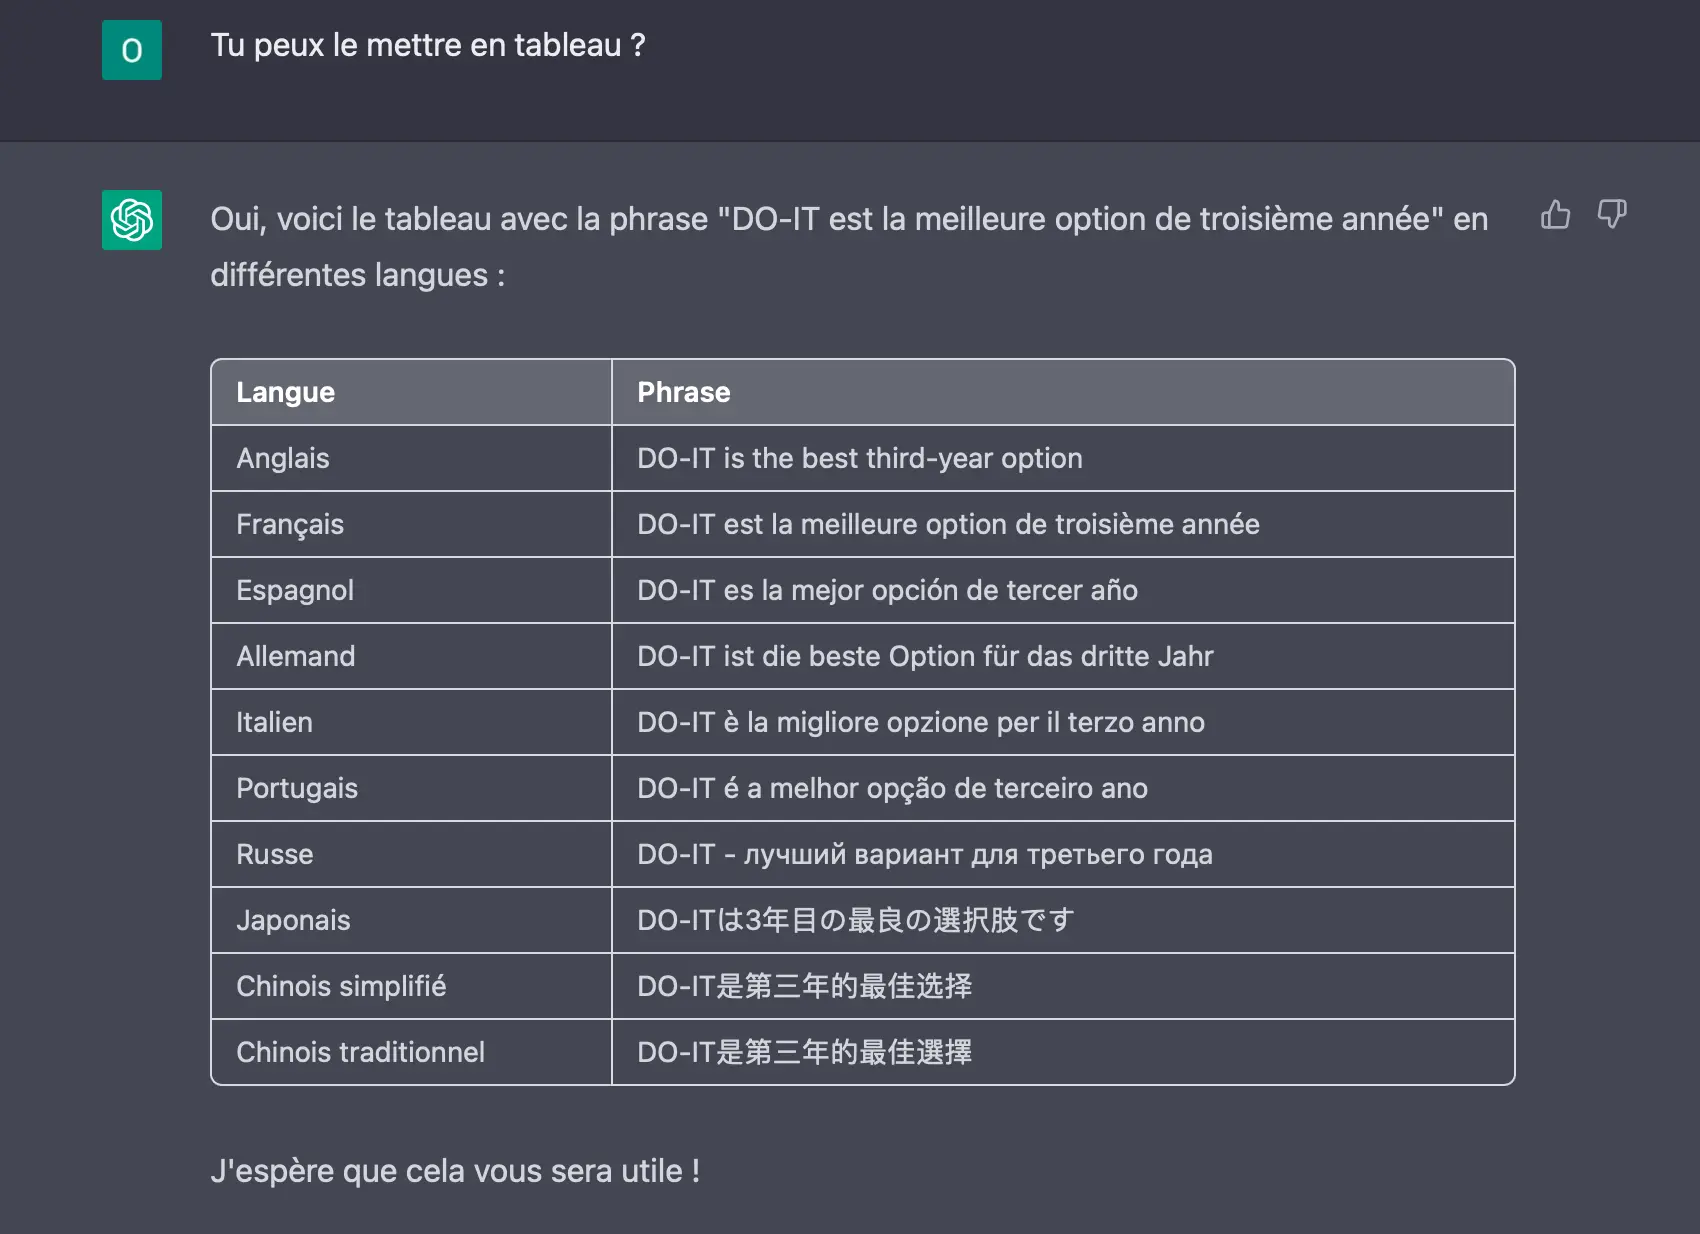 O
Tu peux le mettre en tableau ?
Oui, voici le tableau avec la phrase "DO-IT est la meilleure option de troisième année" en
différentes langues :
Langue Phrase
Anglais DO-IT is the best third-year option
Français DO-IT est la meilleure option de troisième année
Espagnol DO-IT es la mejor opción de tercer año
Allemand DO-IT ist die beste Option für das dritte Jahr
Italien DO-IT è la migliore opzione per il terzo anno
Portugais DO-IT é a melhor opção de terceiro ano
Russe DO-IT - лучший вариант для третьего года
Japonais DO-ITは3年目の最良の選択肢です
Chinois simplifié DO-IT是第三年的最佳选择
Chinois traditionnel DO-IT是第三年的最佳選擇
J'espère que cela vous sera utile !